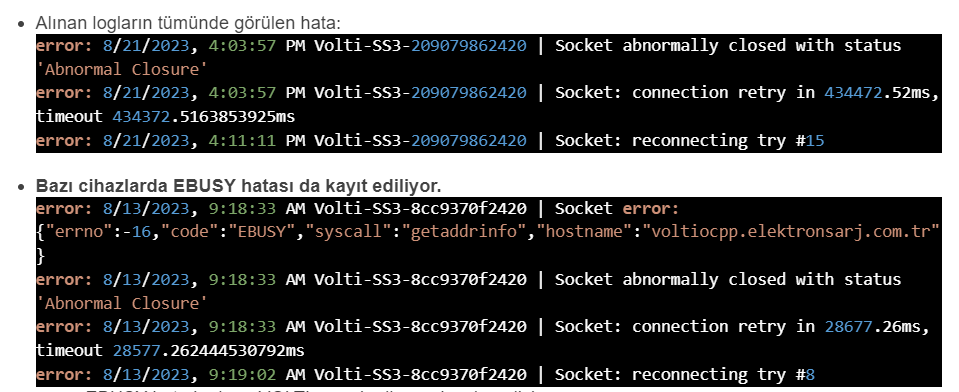 Alınan logların tümünde görülen hata:
error: 8/21/2023, 4:03:57 PM Volti-SS3-209079862420 | Socket abnormally closed with status
'Abnormal Closure'
error: 8/21/2023, 4:03:57 PM Volti-SS3-209079862420 | Socket: connection retry in 434472.52ms,
timeout 434372.5163853925ms
error: 8/21/2023, 4:11:11 PM Volti-SS3-209079862420 | Socket: reconnecting try #15
Bazı cihazlarda EBUSY hatası da kayıt ediliyor.
error: 8/13/2023, 9:18:33 AM Volti-SS3-8cc9370f2420 | Socket error:
{"errno":-16,"code":"EBUSY","syscall":"getaddrinfo","hostname":"voltiocpp.elektronsarj.com.tr"
}
error: 8/13/2023, 9:18:33 AM Volti-SS3-8cc9370f2420 | Socket abnormally closed with status
'Abnormal Closure'
error: 8/13/2023, 9:18:33 AM Volti-SS3-8cc9370f2420 | Socket: connection retry in 28677.26ms,
timeout 28577.262444530792ms
error: 8/13/2023, 9:19:02 AM Volti-SS3-8cc9370f2420 | Socket: reconnecting try #8